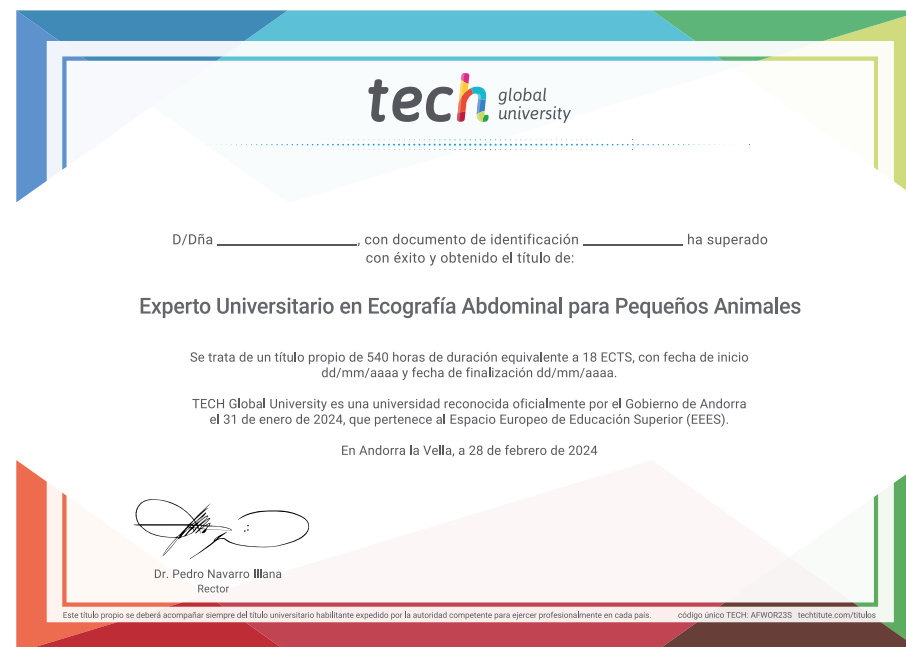 tech global university
D/Dña ________________, con documento de identificación ____________ ha superado
con éxito y obtenido el título de:
Experto Universitario en Ecografía Abdominal para Pequeños Animales
Se trata de un título propio de 540 horas de duración equivalente a 18 ECTS, con fecha de inicio
dd/mm/aaaa y fecha de finalización dd/mm/aaaa.
TECH Global University es una universidad reconocida oficialmente por el Gobierno de Andorra
el 31 de enero de 2024, que pertenece al Espacio Europeo de Educación Superior (EEES).
En Andorra la Vella, a 28 de febrero de 2024
Dr. Pedro Navarro Illana
Rector
Este título propio se deberá acompañar siempre del título universitario habilitante expedido por la autoridad competente para ejercer profesionalmente en cada país. código único TECH: AFWOR23S techtitute.com/titulos